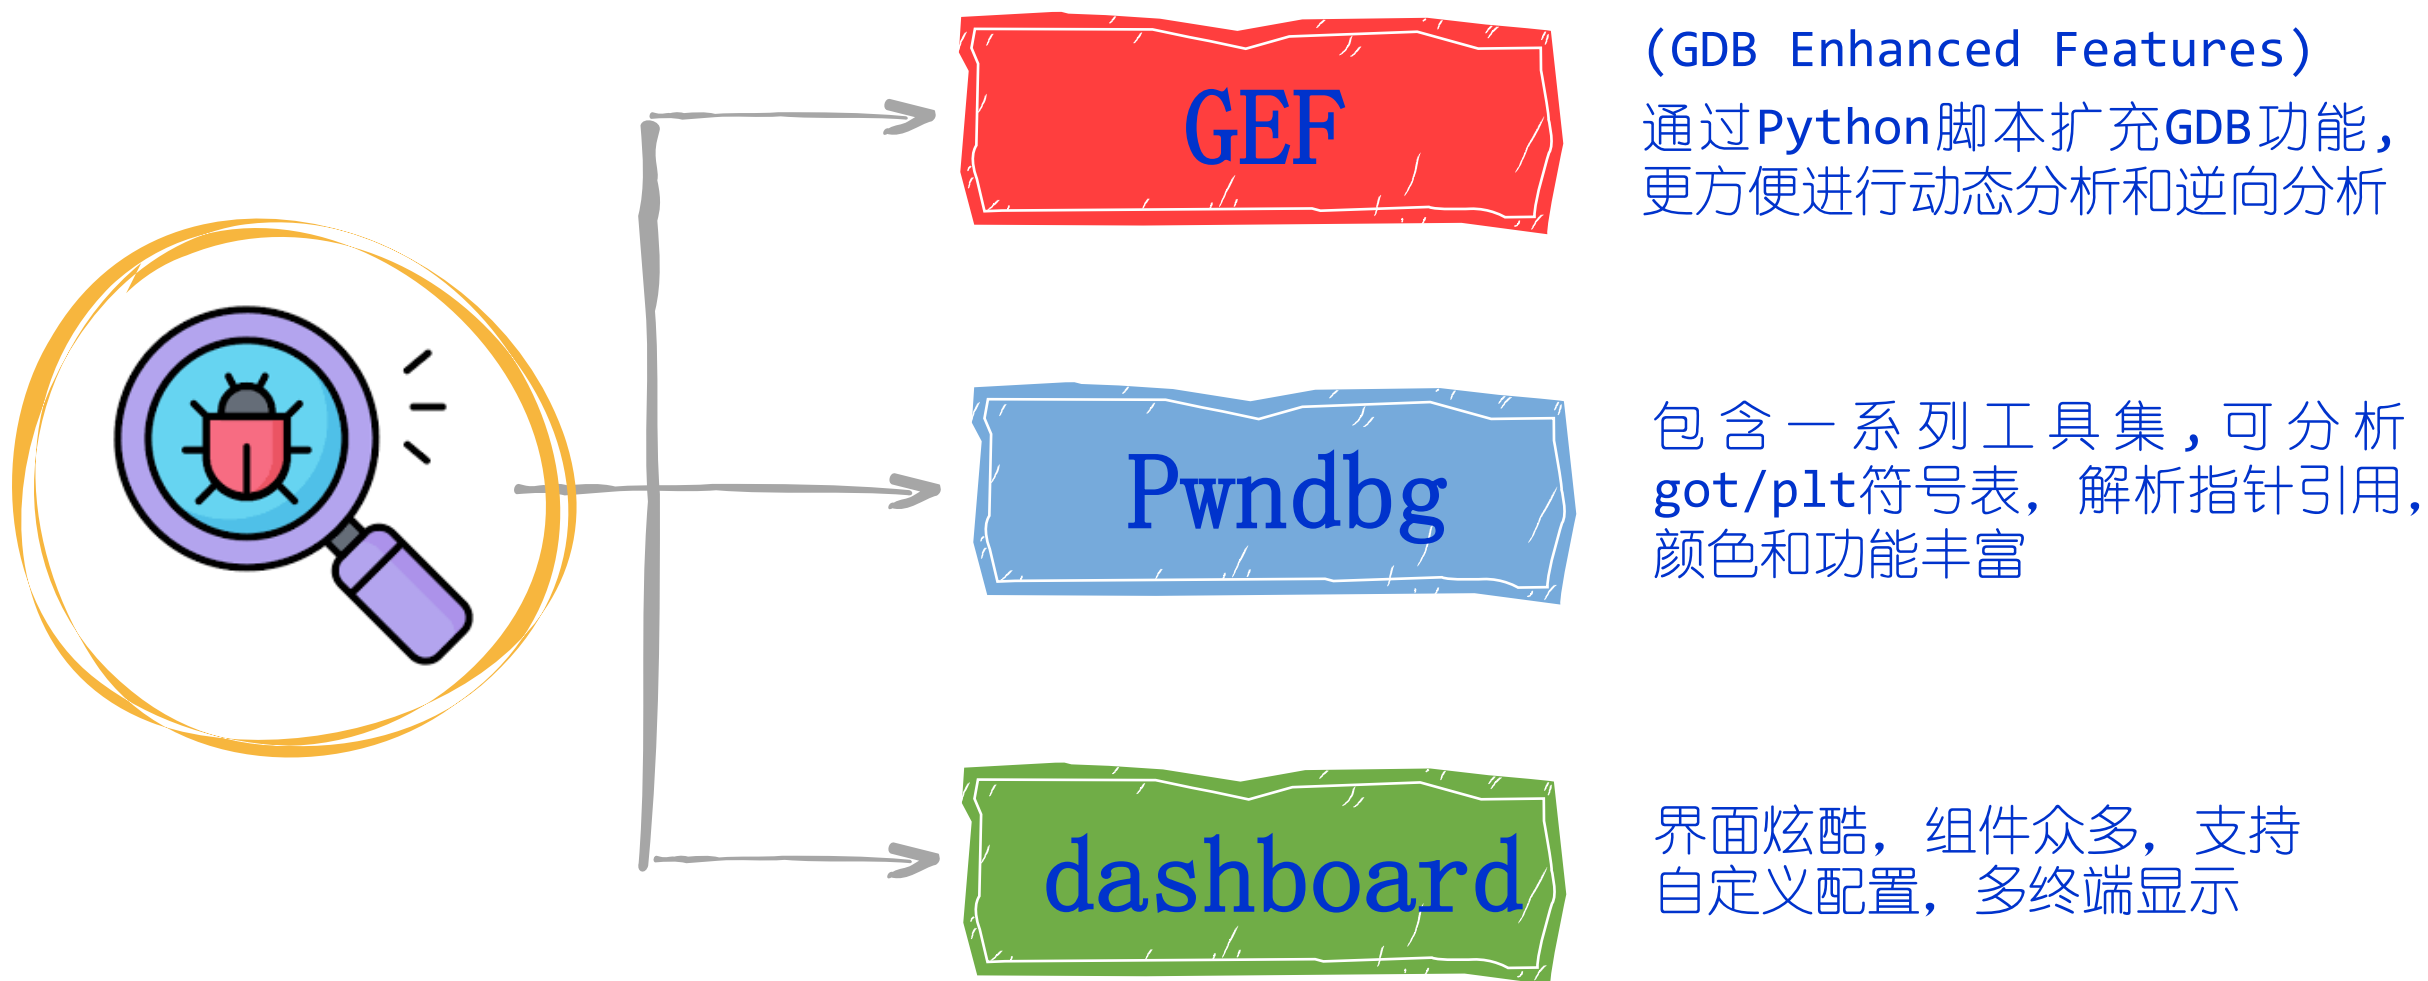 GEF
(GDB Enhanced Features)
通过Python脚本扩充GDB功能,
更方便进行动态分析和逆向分析
Pwndbg
包含一系列工具集,可分析
got/plt符号表，解析指针引用，
颜色和功能丰富
dashboard
界面炫酷，组件众多，支持
自定义配置，多终端显示